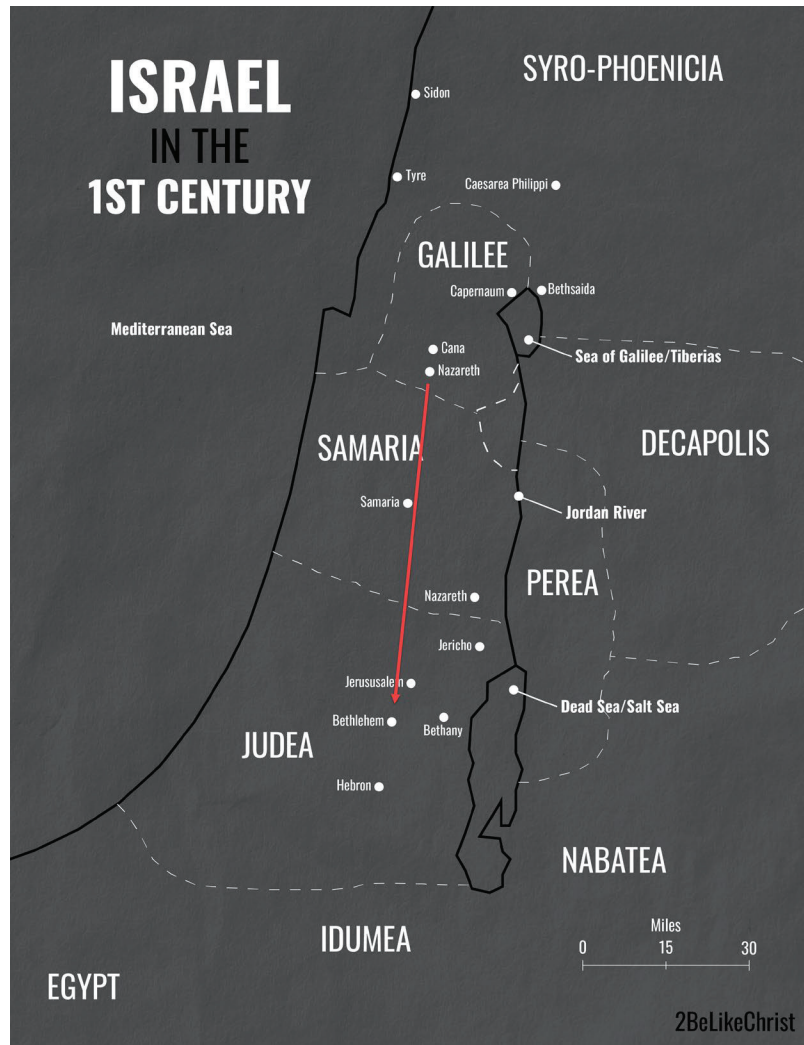 ISRAEL
IN THE
1ST CENTURY
SYRO-PHOENICIA
Sidon
Tyre
Caesarea Philippi
GALILEE
Capernaum
Bethsaida
Mediterranean Sea
Cana
Sea of Galilee/Tiberias
Nazareth
SAMARIA
DECAPOLIS
Samaria
Jordan River
PEREA
Nazareth
Jericho
Jerususalem
Dead Sea/Salt Sea
Bethlehem
Bethany
JUDEA
Hebron
NABATEA
IDUMEA
Miles
0 15 30
EGYPT
2BeLikeChrist